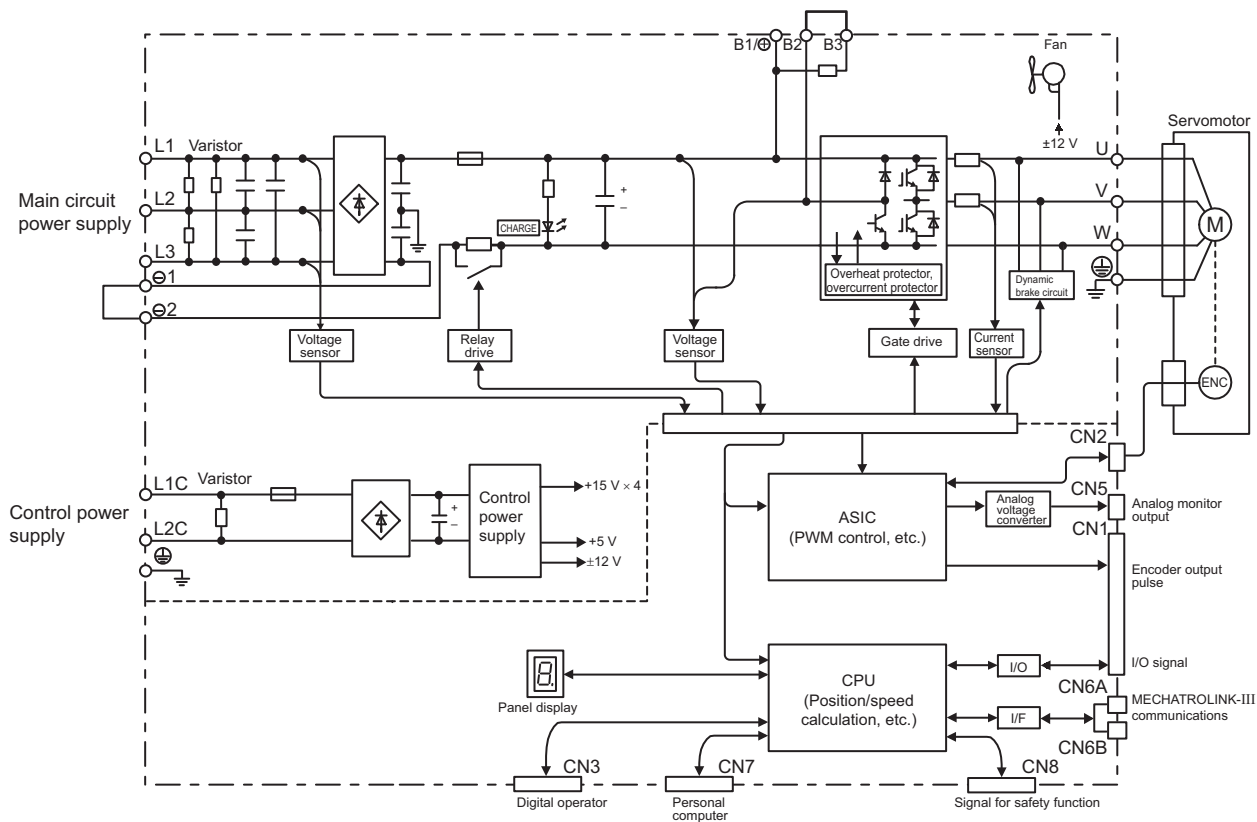 B1/⊕ B2 B3
Fan
±12 V
Servomotor
Main circuit
power supply
L1
Varistor
L2
L3
⊖1
⊖2
CHARGE
+
–
Overheat protector,
overcurrent protector
U
V
W
M
ENC
Dynamic
brake circuit
Voltage
sensor
Relay
drive
Voltage
sensor
Gate drive
Current
sensor
Control power
supply
L1C
Varistor
L2C
+
–
Control
power
supply
+15 V × 4
+5 V
±12 V
ASIC
(PWM control, etc.)
Analog
voltage
converter
CN2
CN5
Analog monitor
output
CN1
Encoder output
pulse
I/O signal
CPU
(Position/speed
calculation, etc.)
I/O
I/F
CN6A
MECHATROLINK-III
communications
CN6B
8.
Panel display
CN3
Digital operator
CN7
Personal
computer
CN8
Signal for safety function